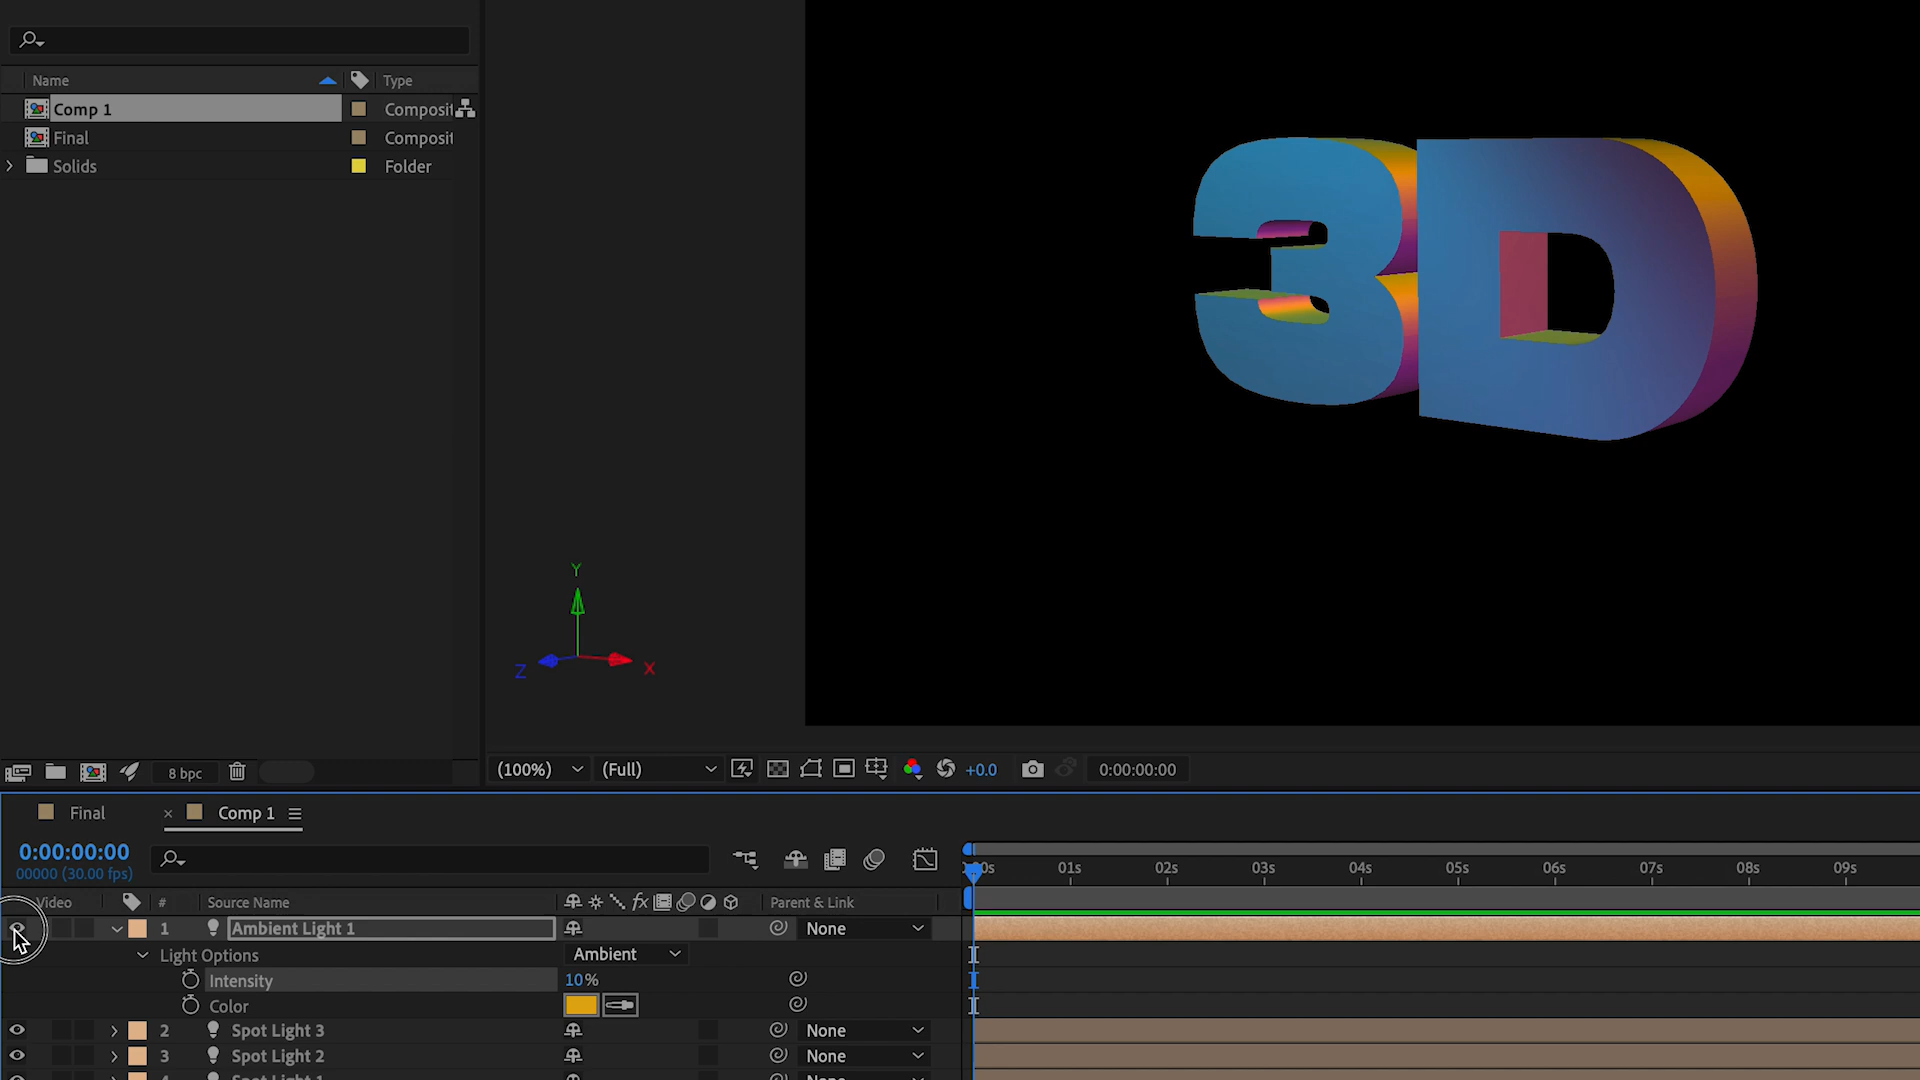 Name Type
Comp 1 Composit
Final Composit
Solids Folder
3D
Y
Z X
8 bpc (100%) (Full) +0.0 0:00:00:00
Final × Comp 1
0:00:00:00
00000 (30.00 fps) 01s 02s 03s 04s 05s 06s 07s 08s 09s
Video # Source Name fx Parent & Link
1 Ambient Light 1 None
Light Options Ambient
Intensity 10%
Color
2 Spot Light 3 None
3 Spot Light 2 None